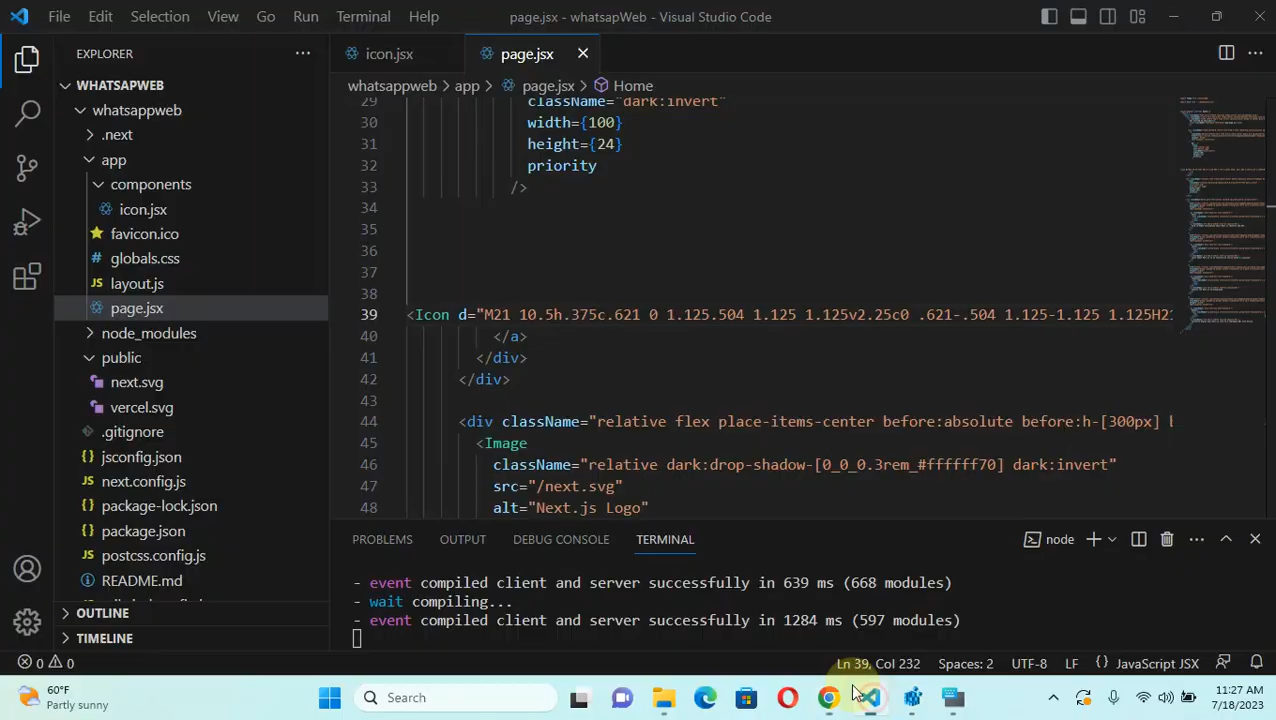 File Edit Selection View Go Run Terminal Help page.jsx - whatsapWeb - Visual Studio Code
EXPLORER
WHATSAPWEB
whatsappweb
.next
app
components
icon.jsx
favicon.ico
globals.css
layout.js
page.jsx
node_modules
public
next.svg
vercel.svg
.gitignore
jsconfig.json
next.config.js
package-lock.json
package.json
postcss.config.js
README.md
OUTLINE
TIMELINE
icon.jsx page.jsx
whatsappweb > app > page.jsx > Home
29 className="dark:invert"
30 width={100}
31 height={24}
32 priority
33 />
34
35
36
37
38
39 <Icon d="M21 10.5h.375c.621 0 1.125.504 1.125 1.125v2.25c0 .621-.504 1.125-1.125 1.125H21
40 </a>
41 </div>
42 </div>
43
44 <div className="relative flex place-items-center before:absolute before:h-[300px]
45 <Image
46 className="relative dark:drop-shadow-[0_0_0.3rem_#ffffff70] dark:invert"
47 src="/next.svg"
48 alt="Next.js Logo"
PROBLEMS OUTPUT DEBUG CONSOLE TERMINAL node
- event compiled client and server successfully in 639 ms (668 modules)
- wait compiling...
- event compiled client and server successfully in 1284 ms (597 modules)
0 0 Ln 39, Col 232 Spaces: 2 UTF-8 LF {} JavaScript JSX
60°F
Partly sunny
Search
11:27 AM
7/18/2023